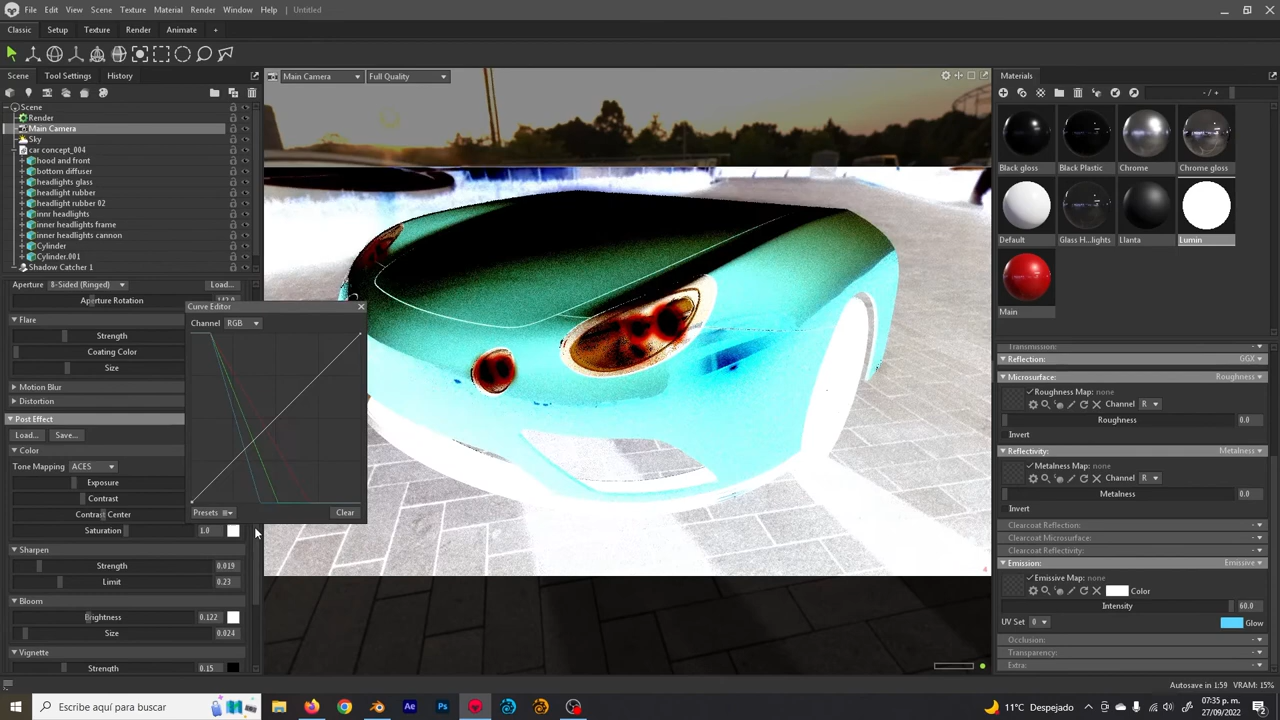 File Edit View Scene Texture Material Render Window Help Untitled
Classic Setup Texture Render Animate +
Scene Tool Settings History
Main Camera Full Quality
Materials
- / +
Scene
Render
Main Camera
Sky
car concept_004
hood and front
bottom diffuser
headlights glass
headlight rubber
headlight rubber 02
innr headlights
inner headlights frame
inner headlights cannon
Cylinder
Cylinder.001
Shadow Catcher 1
Black gloss Black Plastic Chrome Chrome gloss
Default Glass H...lights Llanta Lumin
Main
Aperture 8-Sided (Ringed) Load...
Aperture Rotation
Flare
Strength
Coating Color
Size
Motion Blur
Distortion
Post Effect
Load... Save...
Color
Tone Mapping ACES
Exposure
Contrast
Contrast Center
Saturation 1.0
Sharpen
Strength 0.019
Limit 0.23
Bloom
Brightness 0.122
Size 0.024
Vignette
Strength 0.15
Curve Editor
Channel RGB
Presets Clear
Transmission:
Reflection: GGX
Microsurface: Roughness
Roughness Map: none
Channel R
Roughness 0.0
Invert
Reflectivity: Metalness
Metalness Map: none
Channel R
Metalness 0.0
Invert
Clearcoat Reflection:
Clearcoat Microsurface:
Clearcoat Reflectivity:
Emission: Emissive
Emissive Map: none
Color
Intensity 60.0
UV Set 0 Glow
Occlusion:
Transparency:
Extra:
Autosave in 1:59 VRAM: 15%
Escribe aquí para buscar
Ae Ps
11°C Despejado
07:35 p. m.
27/09/2022
2